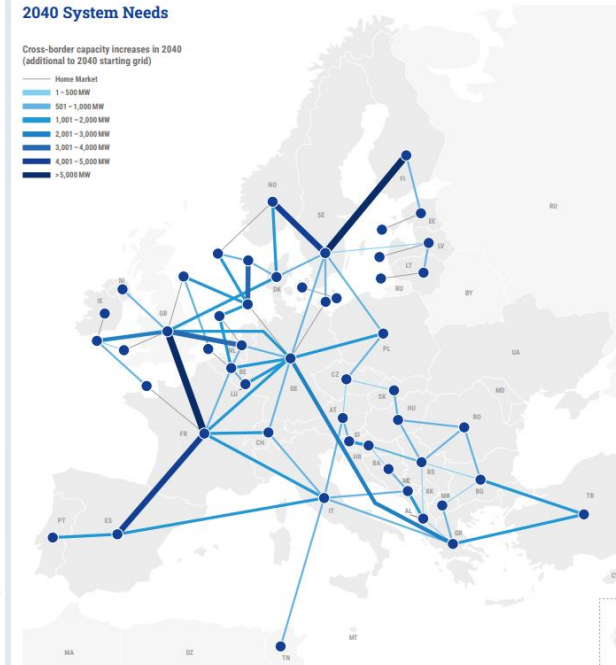 2040 System Needs
Cross-border capacity increases in 2040
(additional to 2040 starting grid)
Home Market
1 – 500 MW
501 – 1,000 MW
1,001 – 2,000 MW
2,001 – 3,000 MW
3,001 – 4,000 MW
4,001 – 5,000 MW
>5,000 MW
NO
FI
SE
RU
EE
LV
NI
DK
LT
IE
RU
BY
GB
NL
PL
UA
BE
CZ
DE
LU
SK
MD
AT
HU
RO
FR
CH
SI
HR
BA
RS
ME
XK
MK
BG
PT
ES
IT
AL
TR
GR
C
MT
MA
DZ
TN